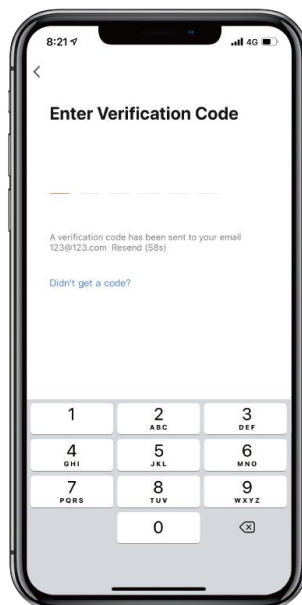 8:21 4G
Enter Verification Code
A verification code has been sent to your email
123@123.com Resend (58s)
Didn't get a code?
1 2 3
ABC DEF
4 5 6
GHI JKL MNO
7 8 9
PQRS TUV WXYZ
0